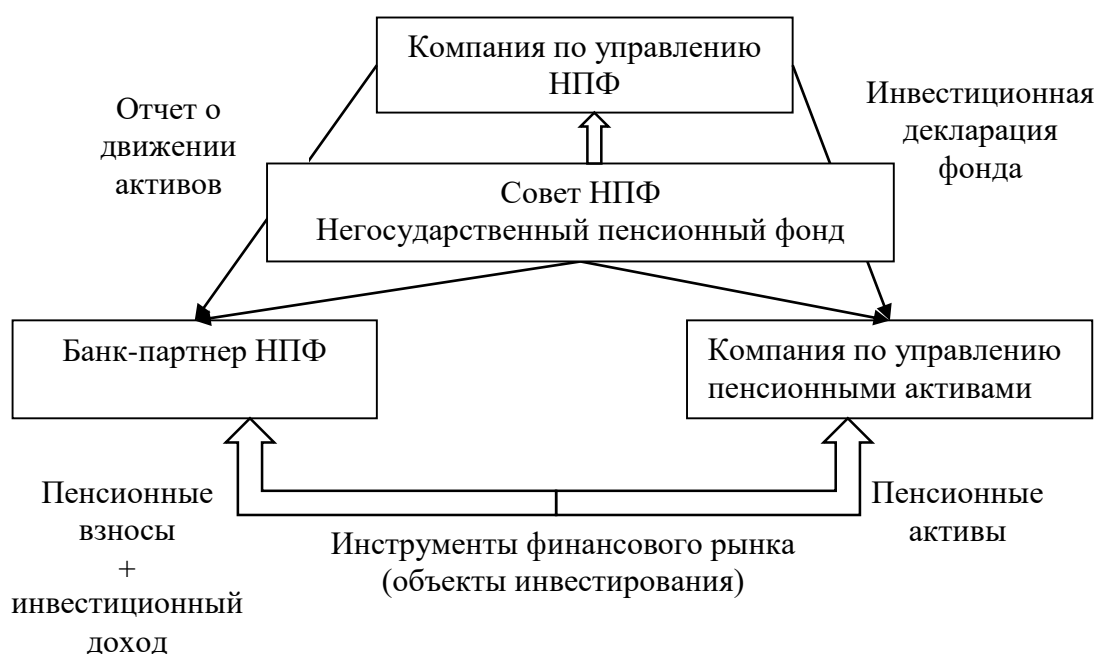 Компания по управлению
НПФ
Отчет о
движении
активов
Инвестиционная
декларация
фонда
Совет НПФ
Негосударственный пенсионный фонд
Банк-партнер НПФ
Компания по управлению
пенсионными активами
Пенсионные
взносы
+
инвестиционный
доход
Инструменты финансового рынка
(объекты инвестирования)
Пенсионные
активы